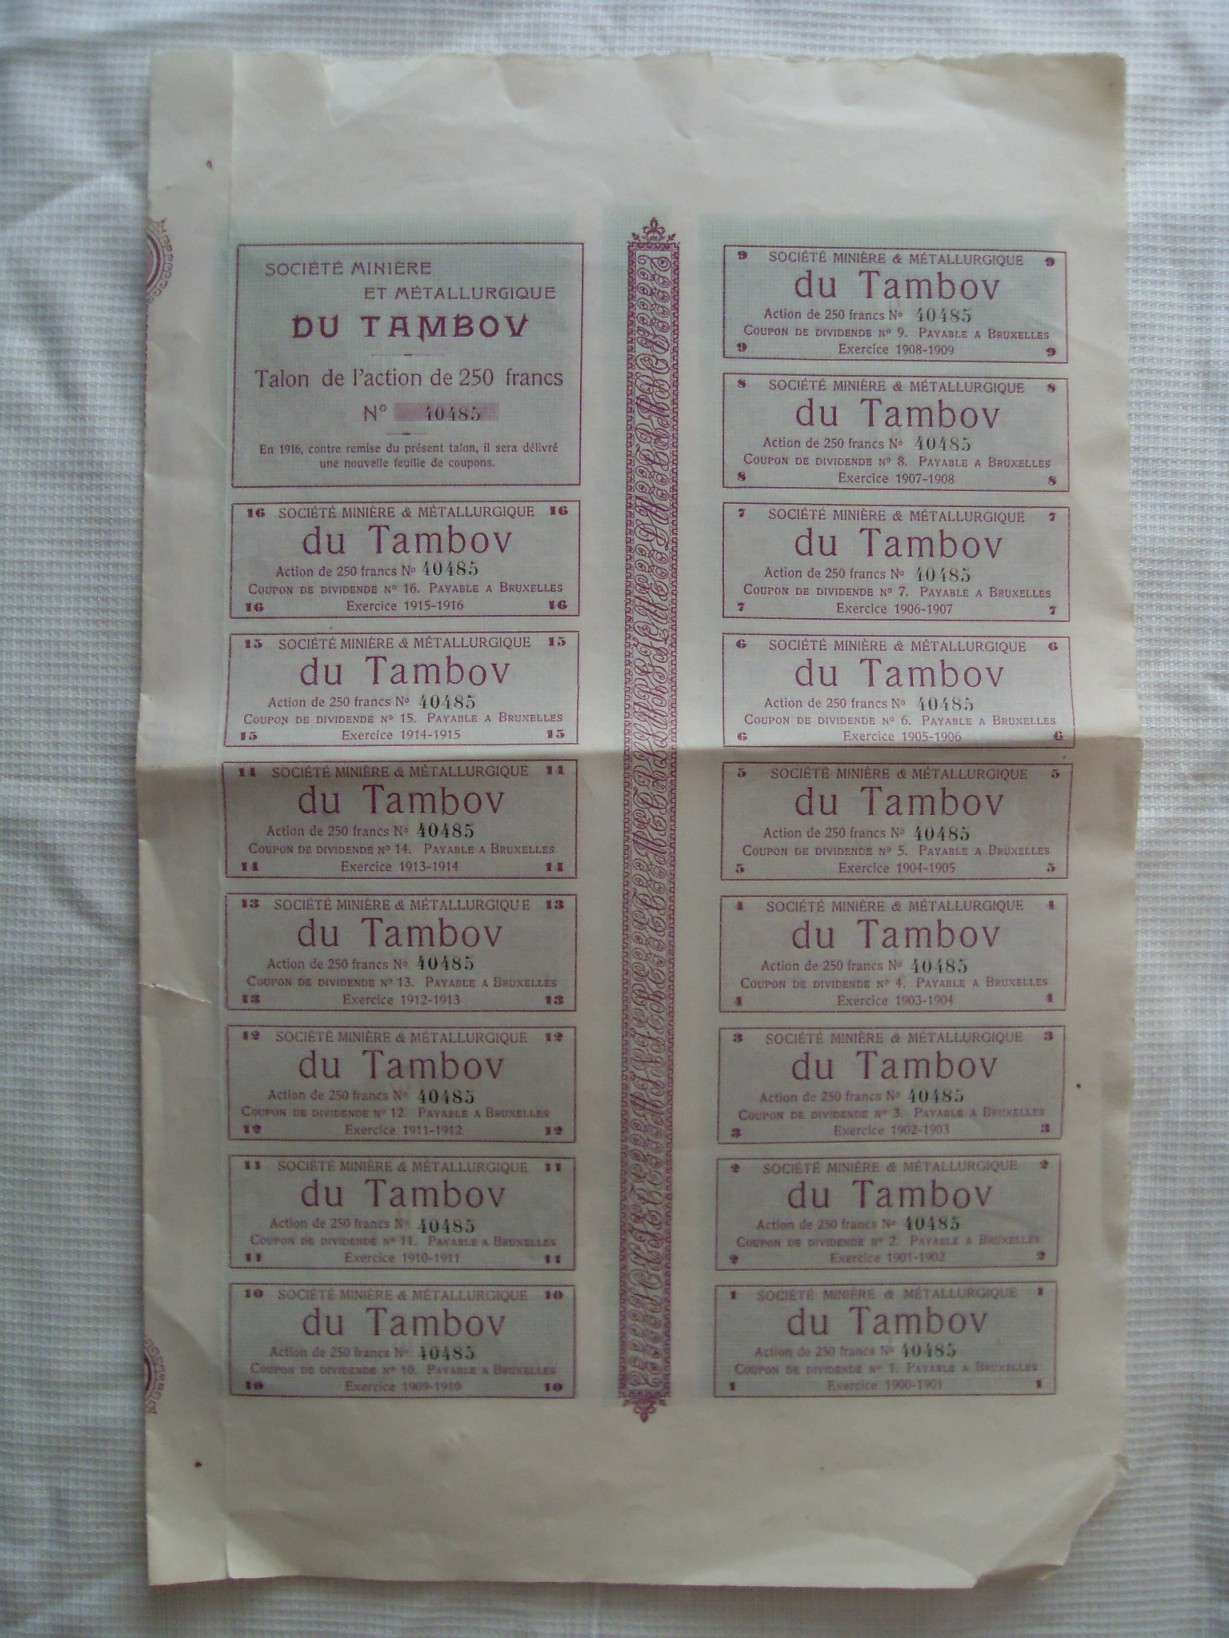 SOCIÉTÉ MINIÈRE
ET MÉTALLURGIQUE
DU TAMBOV
Talon de l'action de 250 francs
N° 40485
En 1916, contre remise du présent talon, il sera délivré
une nouvelle feuille de coupons.
16 SOCIÉTÉ MINIÈRE & MÉTALLURGIQUE 16
du Tambov
Action de 250 francs N° 40485
COUPON DE DIVIDENDE N° 16. PAYABLE A BRUXELLES
16 Exercice 1915-1916 16
15 SOCIÉTÉ MINIÈRE & MÉTALLURGIQUE 15
du Tambov
Action de 250 francs N° 40485
COUPON DE DIVIDENDE N° 15. PAYABLE A BRUXELLES
15 Exercice 1914-1915 15
14 SOCIÉTÉ MINIÈRE & MÉTALLURGIQUE 14
du Tambov
Action de 250 francs N° 40485
COUPON DE DIVIDENDE N° 14. PAYABLE A BRUXELLES
14 Exercice 1913-1914 14
13 SOCIÉTÉ MINIÈRE & MÉTALLURGIQUE 13
du Tambov
Action de 250 francs N° 40485
COUPON DE DIVIDENDE N° 13. PAYABLE A BRUXELLES
13 Exercice 1912-1913 13
12 SOCIÉTÉ MINIÈRE & MÉTALLURGIQUE 12
du Tambov
Action de 250 francs N° 40485
COUPON DE DIVIDENDE N° 12. PAYABLE A BRUXELLES
12 Exercice 1911-1912 12
11 SOCIÉTÉ MINIÈRE & MÉTALLURGIQUE 11
du Tambov
Action de 250 francs N° 40485
COUPON DE DIVIDENDE N° 11. PAYABLE A BRUXELLES
11 Exercice 1910-1911 11
10 SOCIÉTÉ MINIÈRE & MÉTALLURGIQUE 10
du Tambov
Action de 250 francs N° 40485
COUPON DE DIVIDENDE N° 10. PAYABLE A BRUXELLES
10 Exercice 1909-1910 10
9 SOCIÉTÉ MINIÈRE & MÉTALLURGIQUE 9
du Tambov
Action de 250 francs N° 40485
COUPON DE DIVIDENDE N° 9. PAYABLE A BRUXELLES
9 Exercice 1908-1909 9
8 SOCIÉTÉ MINIÈRE & MÉTALLURGIQUE 8
du Tambov
Action de 250 francs N° 40485
COUPON DE DIVIDENDE N° 8. PAYABLE A BRUXELLES
8 Exercice 1907-1908 8
7 SOCIÉTÉ MINIÈRE & MÉTALLURGIQUE 7
du Tambov
Action de 250 francs N° 40485
COUPON DE DIVIDENDE N° 7. PAYABLE A BRUXELLES
7 Exercice 1906-1907 7
6 SOCIÉTÉ MINIÈRE & MÉTALLURGIQUE 6
du Tambov
Action de 250 francs N° 40485
COUPON DE DIVIDENDE N° 6. PAYABLE A BRUXELLES
6 Exercice 1905-1906 6
5 SOCIÉTÉ MINIÈRE & MÉTALLURGIQUE 5
du Tambov
Action de 250 francs N° 40485
COUPON DE DIVIDENDE N° 5. PAYABLE A BRUXELLES
5 Exercice 1904-1905 5
4 SOCIÉTÉ MINIÈRE & MÉTALLURGIQUE 4
du Tambov
Action de 250 francs N° 40485
COUPON DE DIVIDENDE N° 4. PAYABLE A BRUXELLES
4 Exercice 1903-1904 4
3 SOCIÉTÉ MINIÈRE & MÉTALLURGIQUE 3
du Tambov
Action de 250 francs N° 40485
COUPON DE DIVIDENDE N° 3. PAYABLE A BRUXELLES
3 Exercice 1902-1903 3
2 SOCIÉTÉ MINIÈRE & MÉTALLURGIQUE 2
du Tambov
Action de 250 francs N° 40485
COUPON DE DIVIDENDE N° 2. PAYABLE A BRUXELLES
2 Exercice 1901-1902 2
1 SOCIÉTÉ MINIÈRE & MÉTALLURGIQUE 1
du Tambov
Action de 250 francs N° 40485
COUPON DE DIVIDENDE N° 1. PAYABLE A BRUXELLES
1 Exercice 1900-1901 1